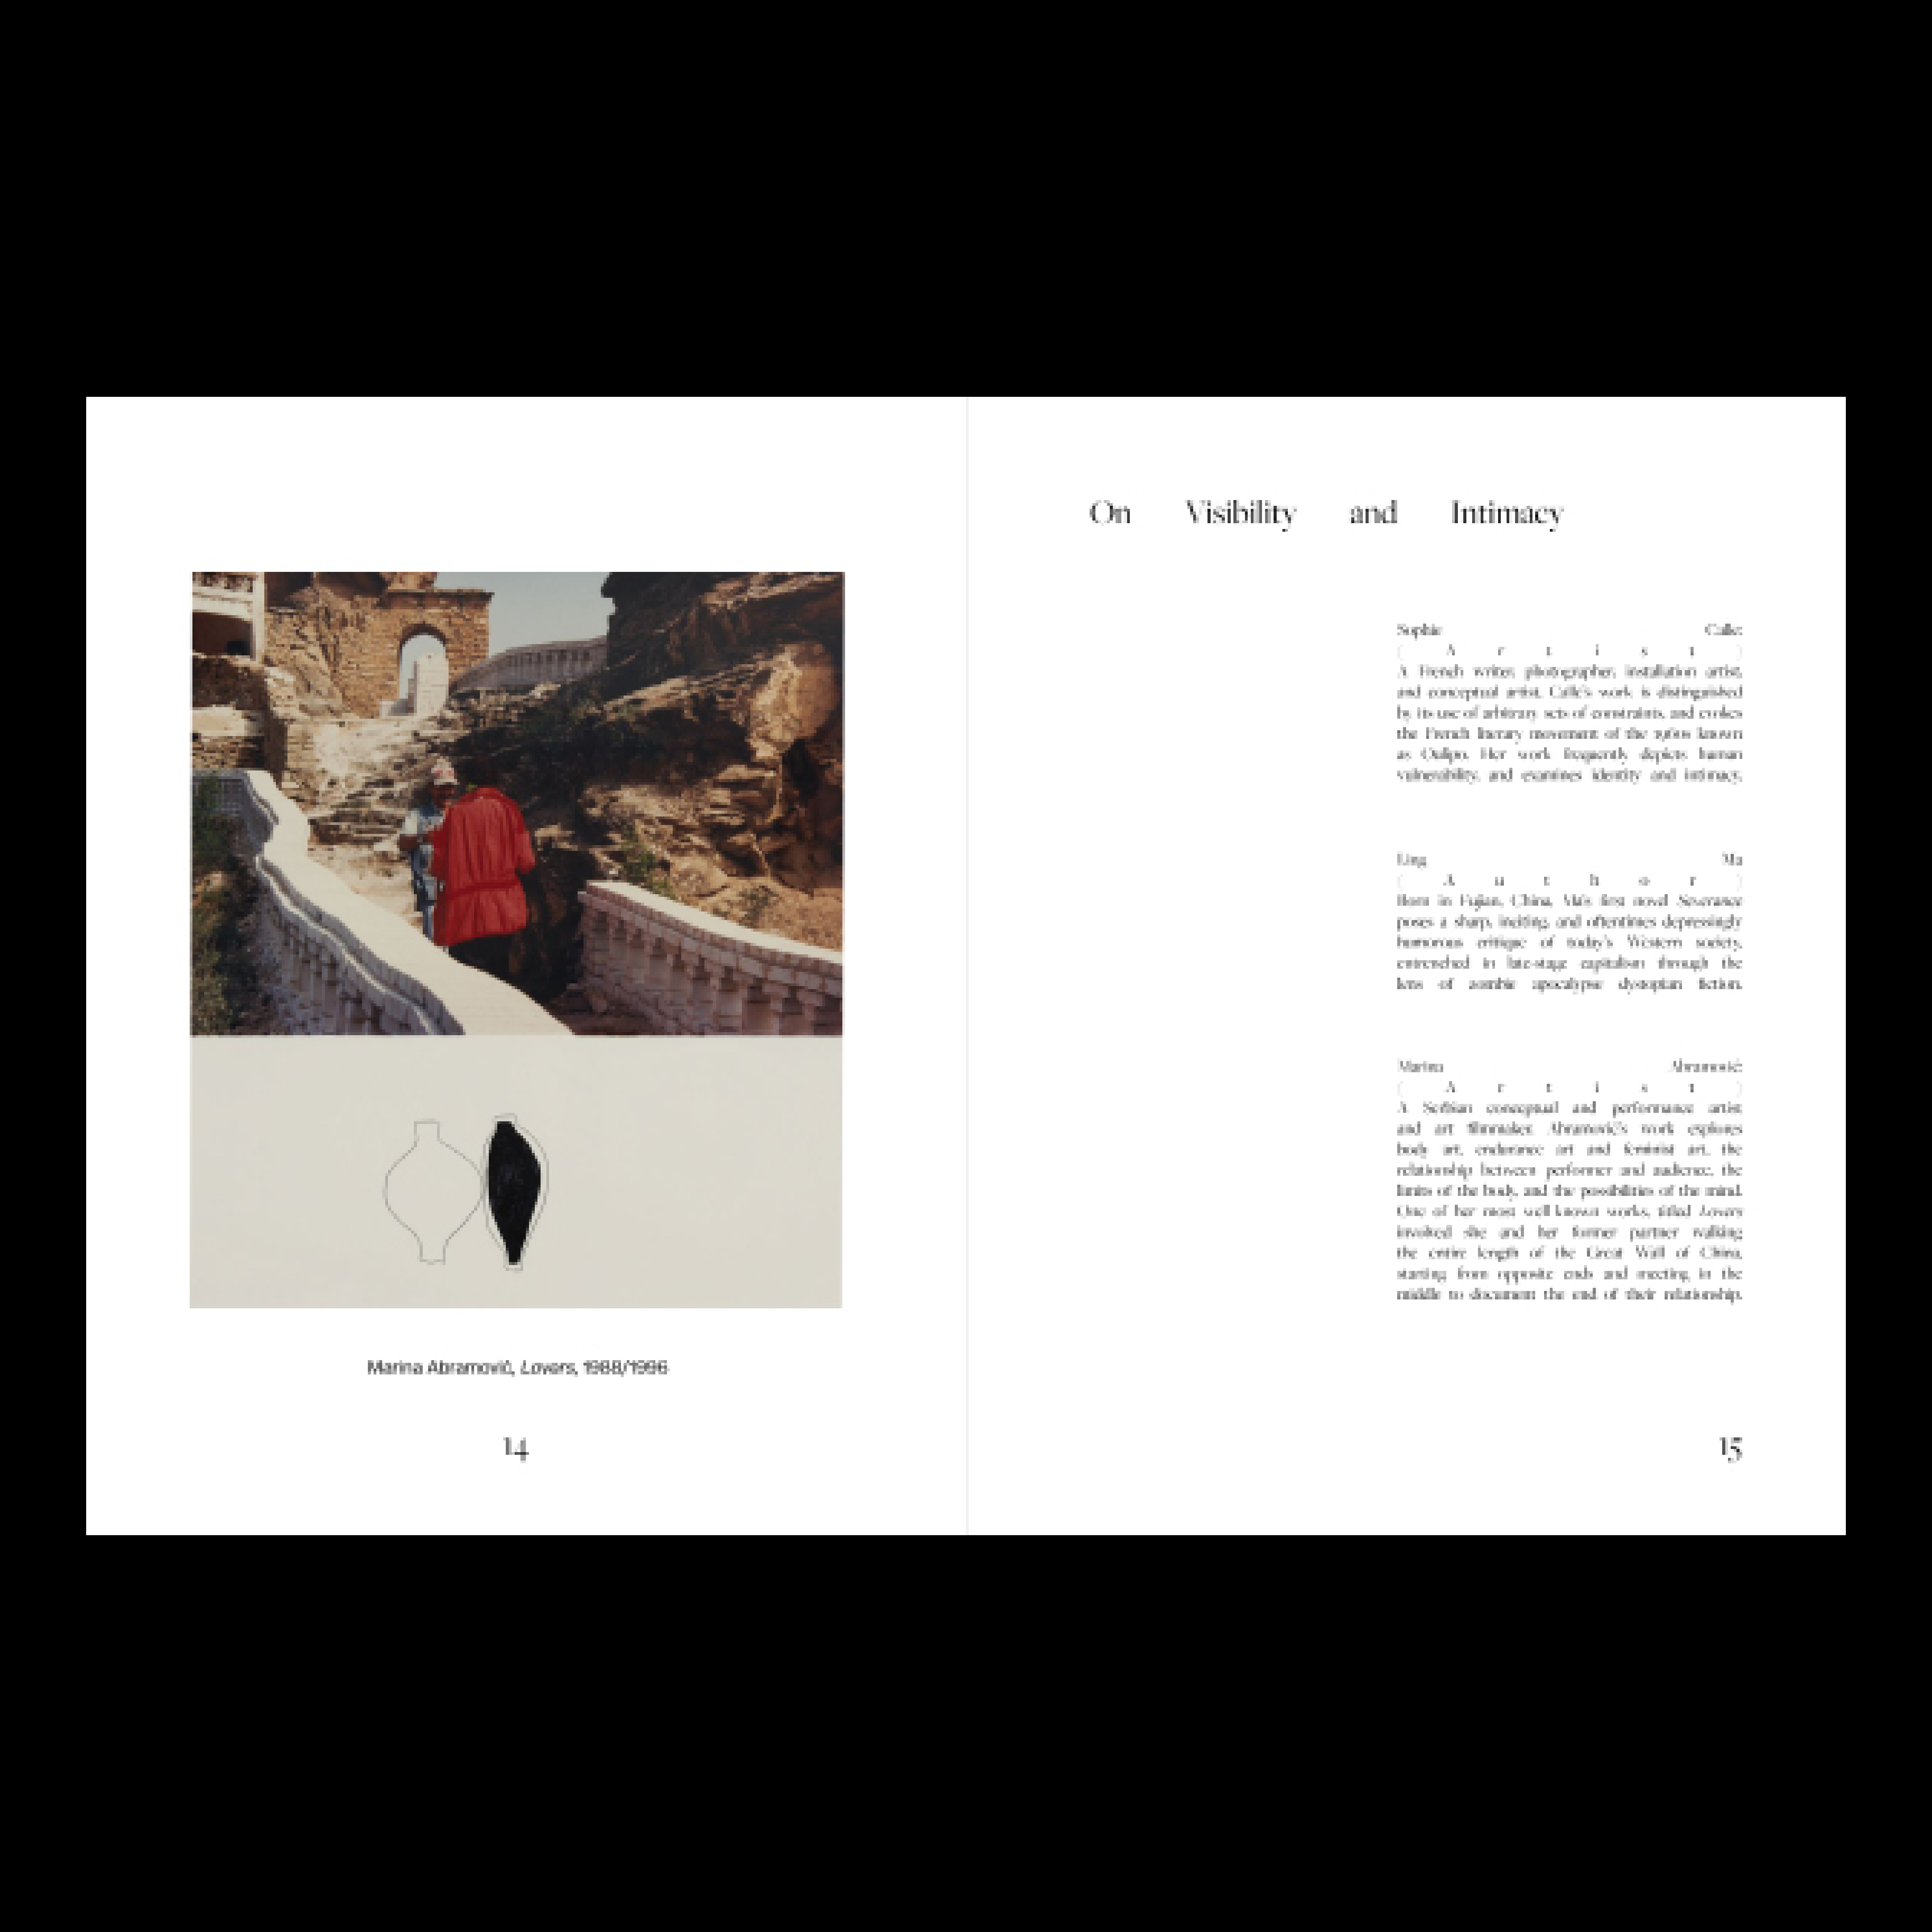 Marina Abramović, Lovers, 1988/1996
14
On Visibility and Intimacy
Sophie Calle:
( A r t i s t )
A French writer, photographer, installation artist,
and conceptual artist. Calle's work is distinguished
by its use of arbitrary sets of constraints, and evokes
the French literary movement of the 1960s known
as Oulipo. Her work frequently depicts human
vulnerability, and examines identity and intimacy.
Ling Ma
( A u t h o r )
Born in Fujian, China, Ma's first novel Severance
poses a sharp, inciting, and oftentimes depressingly
humorous critique of today's Western society,
entrenched in late-stage capitalism through the
lens of zombie apocalypse dystopian fiction.
Marina Abramović:
( A r t i s t )
A Serbian conceptual and performance artist
and art filmmaker. Abramović's work explores
body art, endurance art and feminist art, the
relationship between performer and audience, the
limits of the body, and the possibilities of the mind.
One of her most well-known works, titled Lovers
involved she and her former partner walking
the entire length of the Great Wall of China,
starting from opposite ends and meeting in the
middle to document the end of their relationship.
15